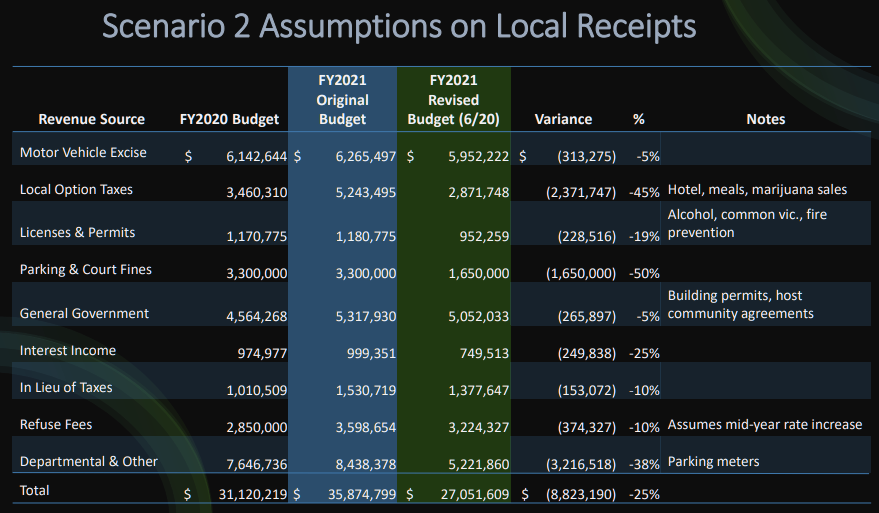 Scenario 2 Assumptions on Local Receipts
Revenue Source FY2020 Budget FY2021 Original Budget FY2021 Revised Budget (6/20) Variance % Notes
Motor Vehicle Excise $ 6,142,644 $ 6,265,497 $ 5,952,222 $ (313,275) -5%
Local Option Taxes 3,460,310 5,243,495 2,871,748 (2,371,747) -45% Hotel, meals, marijuana sales
Licenses & Permits 1,170,775 1,180,775 952,259 (228,516) -19% Alcohol, common vic., fire prevention
Parking & Court Fines 3,300,000 3,300,000 1,650,000 (1,650,000) -50%
General Government 4,564,268 5,317,930 5,052,033 (265,897) -5% Building permits, host community agreements
Interest Income 974,977 999,351 749,513 (249,838) -25%
In Lieu of Taxes 1,010,509 1,530,719 1,377,647 (153,072) -10%
Refuse Fees 2,850,000 3,598,654 3,224,327 (374,327) -10% Assumes mid-year rate increase
Departmental & Other 7,646,736 8,438,378 5,221,860 (3,216,518) -38% Parking meters
Total $ 31,120,219 $ 35,874,799 $ 27,051,609 $ (8,823,190) -25%